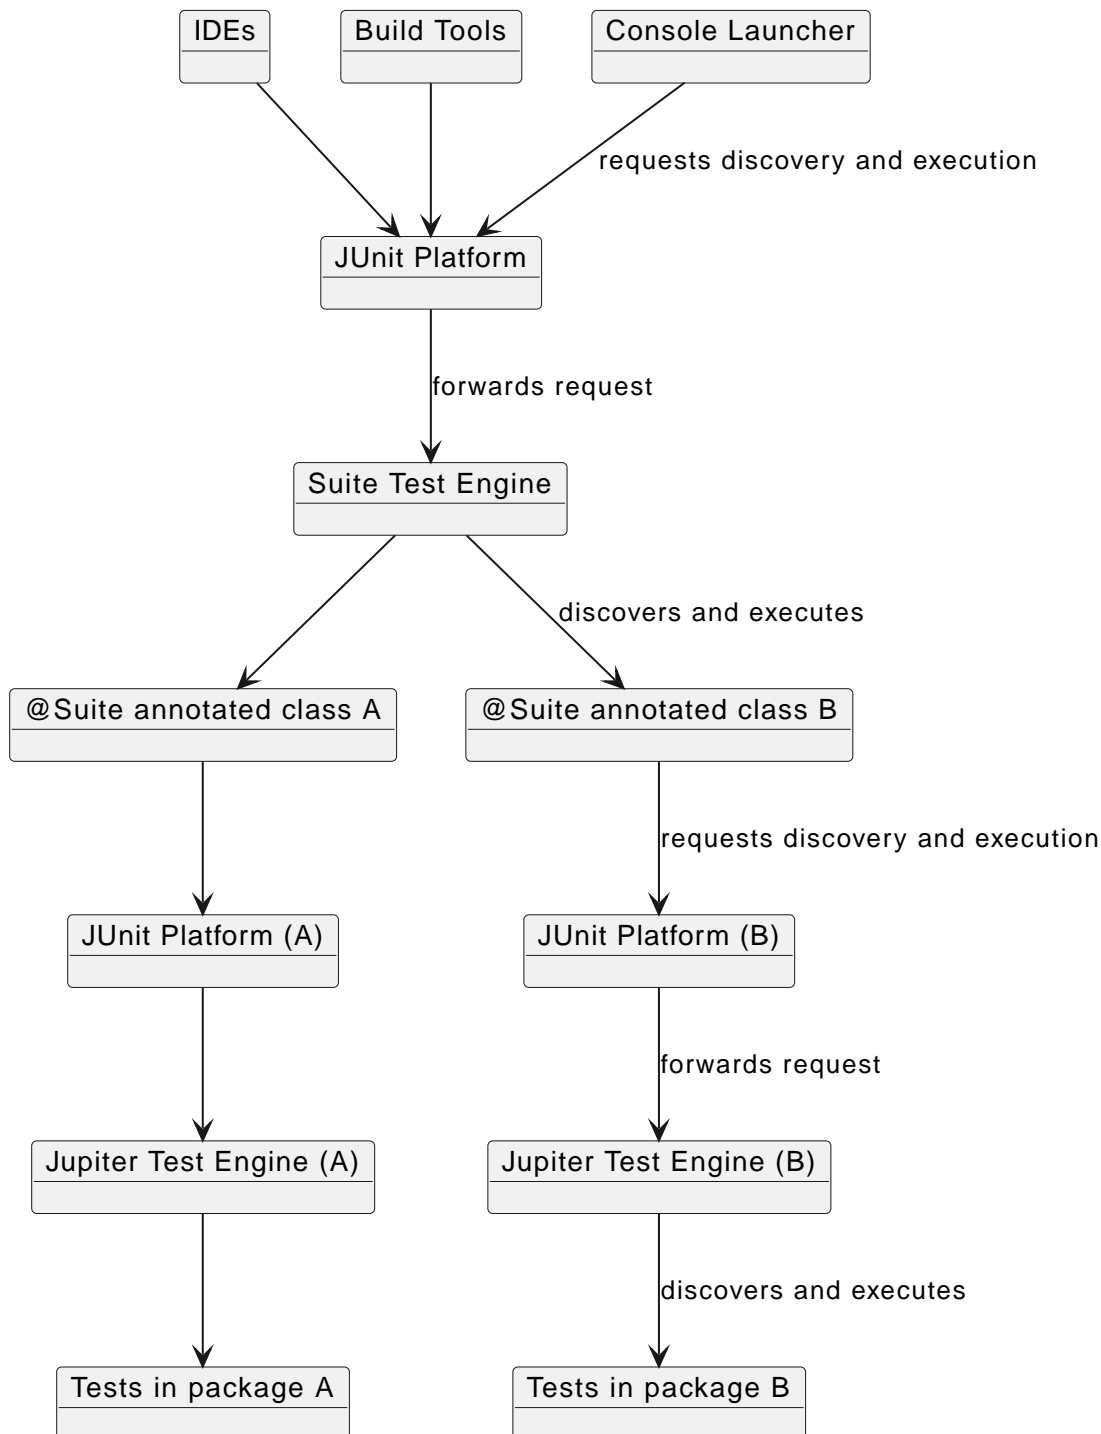 IDEs
Build Tools
Console Launcher
requests discovery and execution
JUnit Platform
forwards request
Suite Test Engine
discovers and executes
@Suite annotated class A
@Suite annotated class B
requests discovery and execution
JUnit Platform (A)
JUnit Platform (B)
forwards request
Jupiter Test Engine (A)
Jupiter Test Engine (B)
discovers and executes
Tests in package A
Tests in package B